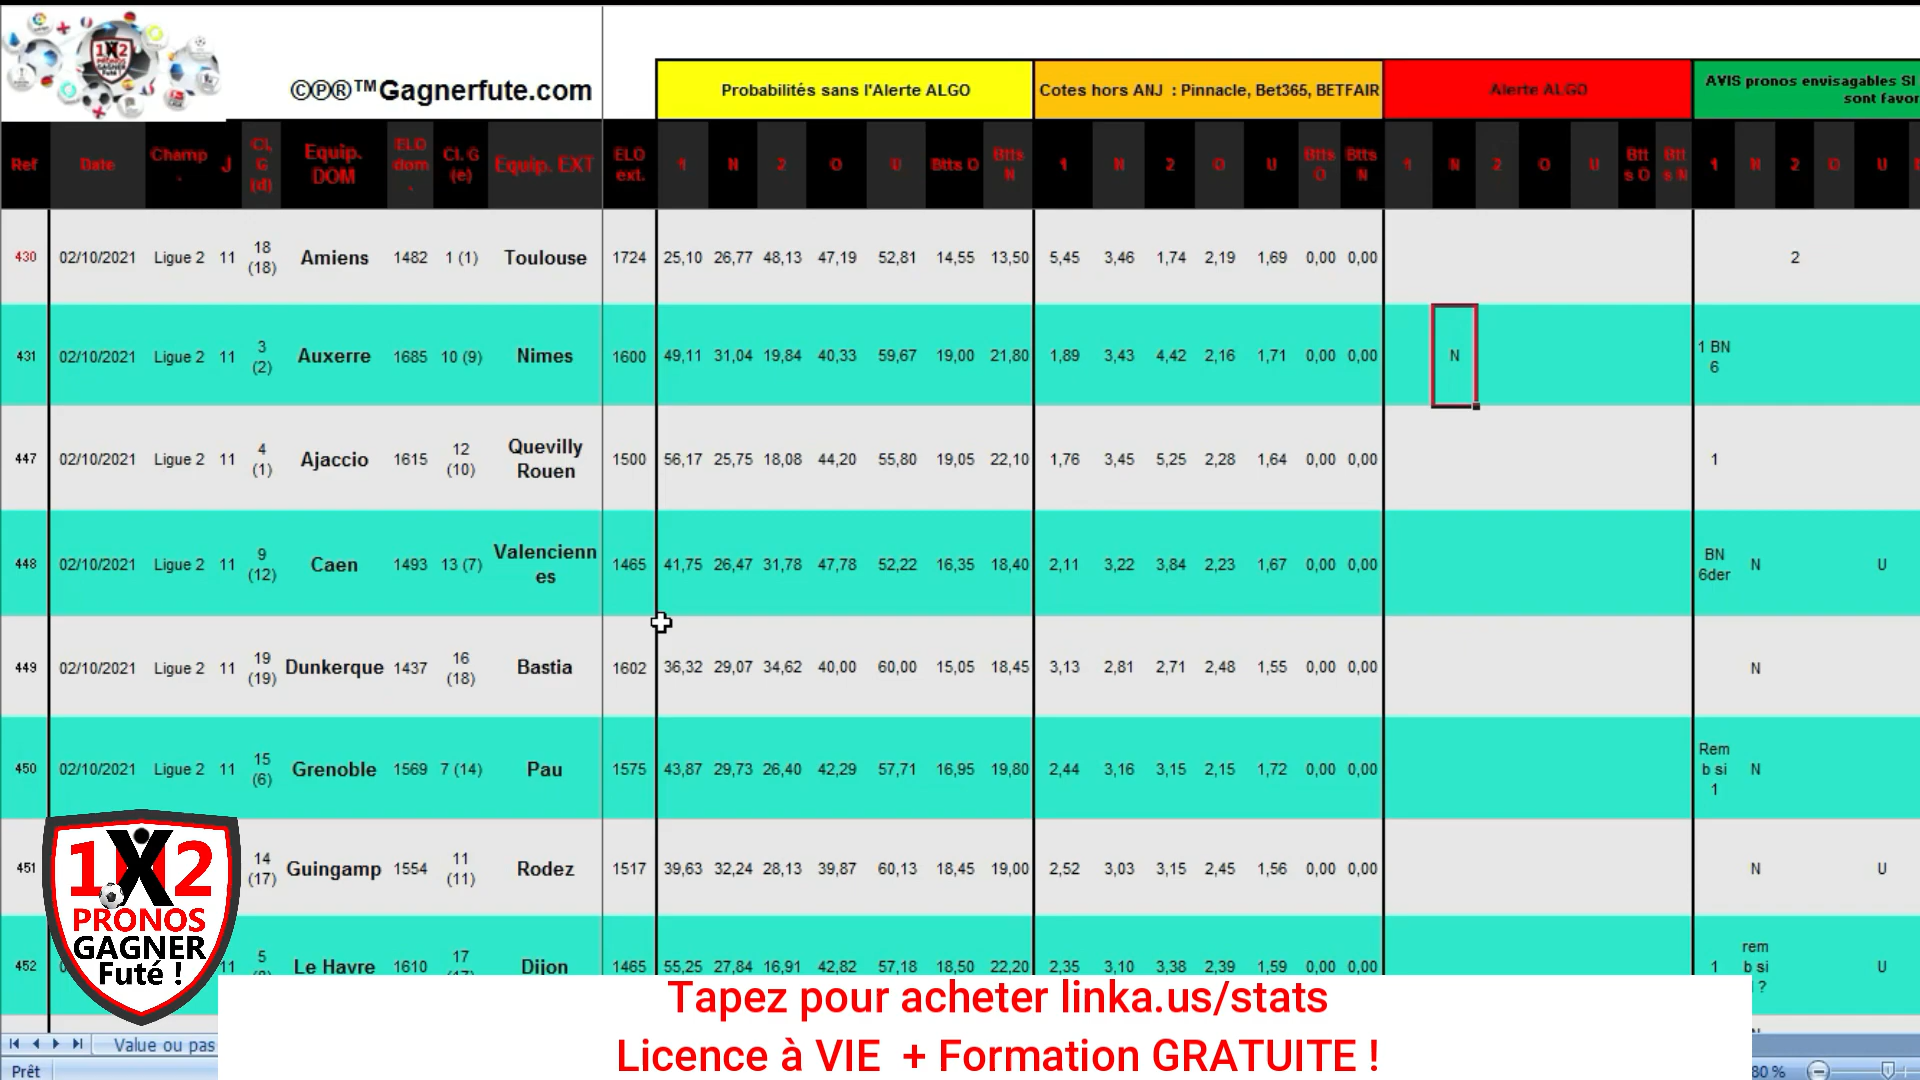 1X2
PRONOS
GAGNER
Futé !
©℗®™Gagnerfute.com
Probabilités sans l'Alerte ALGO
Cotes hors ANJ : Pinnacle, Bet365, BETFAIR
Alerte ALGO
AVIS pronos envisagables SI
sont favor
Ref Date Champ. J Cl. G (d) Equip. DOM ELO dom. Cl. G (e) Equip. EXT ELO ext. 1 N 2 O U Btts O Btts N 1 N 2 O U Btts O Btts N 1 N 2 O U Btt s O Btt s N 1 N 2 O U
430 02/10/2021 Ligue 2 11 18 (18) Amiens 1482 1 (1) Toulouse 1724 25,10 26,77 48,13 47,19 52,81 14,55 13,50 5,45 3,46 1,74 2,19 1,69 0,00 0,00 2
431 02/10/2021 Ligue 2 11 3 (2) Auxerre 1685 10 (9) Nimes 1600 49,11 31,04 19,84 40,33 59,67 19,00 21,80 1,89 3,43 4,42 2,16 1,71 0,00 0,00 N 1 BN 6
447 02/10/2021 Ligue 2 11 4 (1) Ajaccio 1615 12 (10) Quevilly Rouen 1500 56,17 25,75 18,08 44,20 55,80 19,05 22,10 1,76 3,45 5,25 2,28 1,64 0,00 0,00 1
448 02/10/2021 Ligue 2 11 9 (12) Caen 1493 13 (7) Valencienn es 1465 41,75 26,47 31,78 47,78 52,22 16,35 18,40 2,11 3,22 3,84 2,23 1,67 0,00 0,00 BN 6der N U
449 02/10/2021 Ligue 2 11 19 (19) Dunkerque 1437 16 (18) Bastia 1602 36,32 29,07 34,62 40,00 60,00 15,05 18,45 3,13 2,81 2,71 2,48 1,55 0,00 0,00 N
450 02/10/2021 Ligue 2 11 15 (6) Grenoble 1569 7 (14) Pau 1575 43,87 29,73 26,40 42,29 57,71 16,95 19,80 2,44 3,16 3,15 2,15 1,72 0,00 0,00 Rem b si 1 N
451 14 (17) Guingamp 1554 11 (11) Rodez 1517 39,63 32,24 28,13 39,87 60,13 18,45 19,00 2,52 3,03 3,15 2,45 1,56 0,00 0,00 N U
452 11 5 Le Havre 1610 17 Dijon 1465 55,25 27,84 16,91 42,82 57,18 18,50 22,20 2,35 3,10 3,38 2,39 1,59 0,00 0,00 1 rem b si ? U
1X2
PRONOS
GAGNER
Futé !
Tapez pour acheter linka.us/stats
Licence à VIE + Formation GRATUITE !
Value ou pas
Prêt
80 %